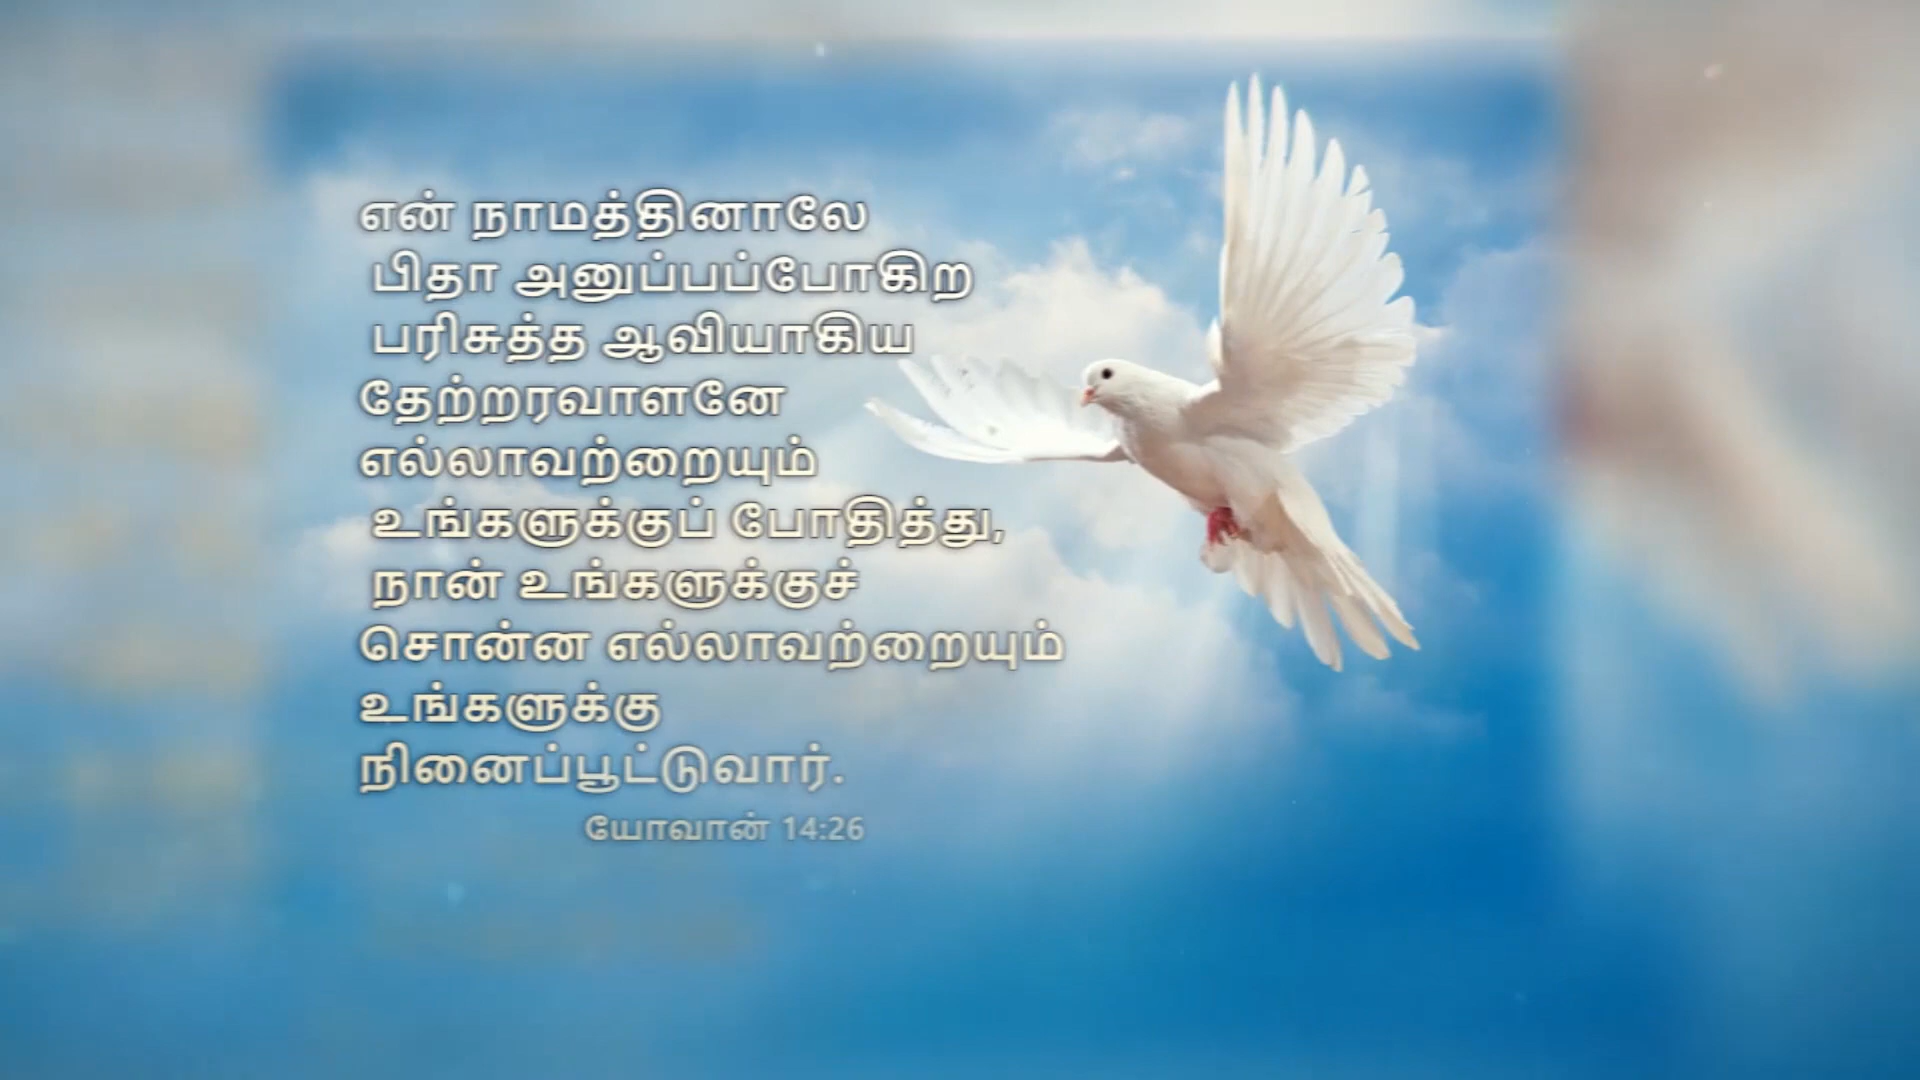 என் நாமத்தினாலே
பிதா அனுப்பப்போகிற
பரிசுத்த ஆவியாகிய
தேற்றரவாளனே
எல்லாவற்றையும்
உங்களுக்குப் போதித்து,
நான் உங்களுக்குச்
சொன்ன எல்லாவற்றையும்
உங்களுக்கு
நினைப்பூட்டுவார்.
யோவான் 14:26